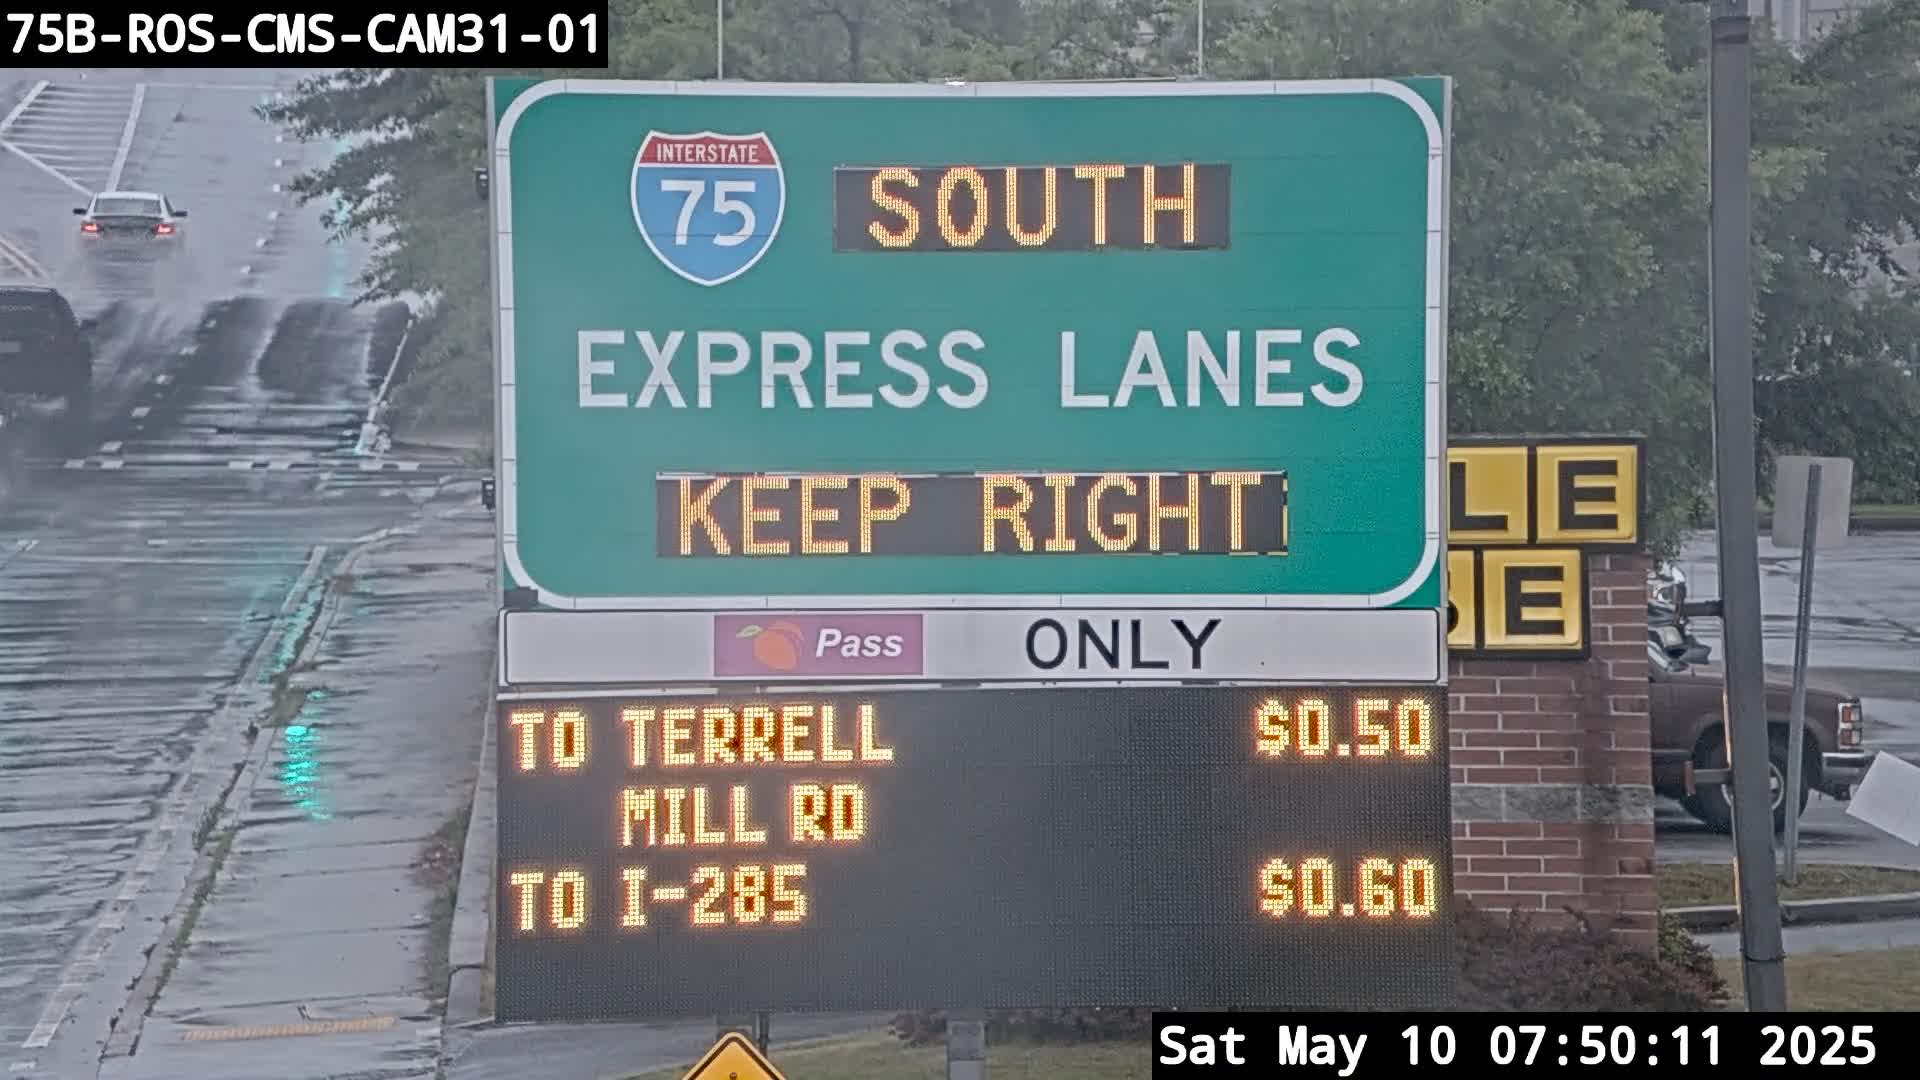 75B-ROS-CMS-CAM31-01
INTERSTATE
75
SOUTH
EXPRESS LANES
KEEP RIGHT
Pass ONLY
TO TERRELL $0.50
MILL RD
TO I-285 $0.60
LE
E
Sat May 10 07:50:11 2025